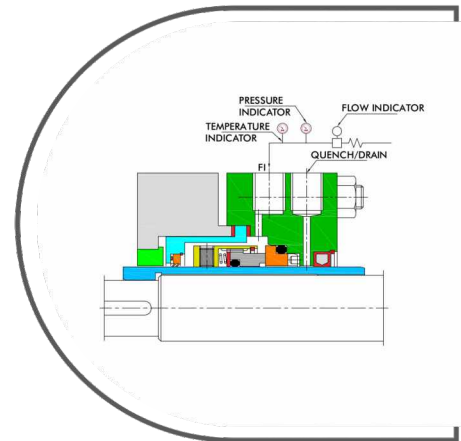 PRESSURE
INDICATOR
FLOW INDICATOR
TEMPERATURE
INDICATOR
QUENCH/DRAIN
FI